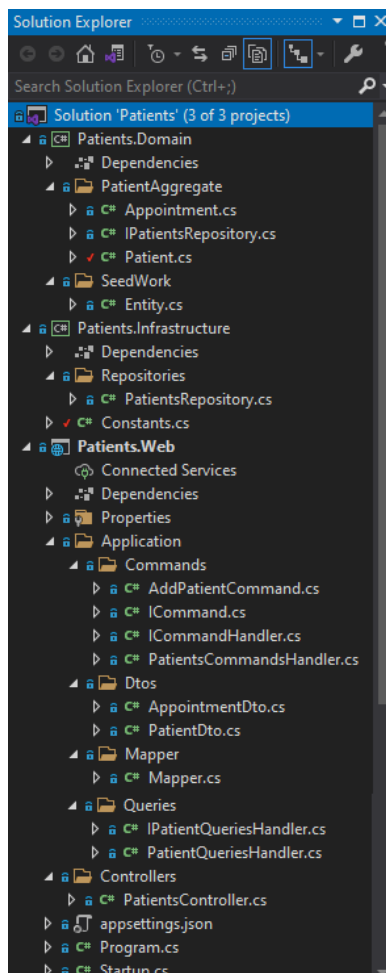 Solution Explorer
Search Solution Explorer (Ctrl+;)
Solution 'Patients' (3 of 3 projects)
C# Patients.Domain
Dependencies
PatientAggregate
C# Appointment.cs
C# IPatientsRepository.cs
C# Patient.cs
SeedWork
C# Entity.cs
C# Patients.Infrastructure
Dependencies
Repositories
C# PatientsRepository.cs
C# Constants.cs
Patients.Web
Connected Services
Dependencies
Properties
Application
Commands
C# AddPatientCommand.cs
C# ICommand.cs
C# ICommandHandler.cs
C# PatientsCommandsHandler.cs
Dtos
C# AppointmentDto.cs
C# PatientDto.cs
Mapper
C# Mapper.cs
Queries
C# IPatientQueriesHandler.cs
C# PatientQueriesHandler.cs
Controllers
C# PatientsController.cs
appsettings.json
C# Program.cs
C# Startup.cs